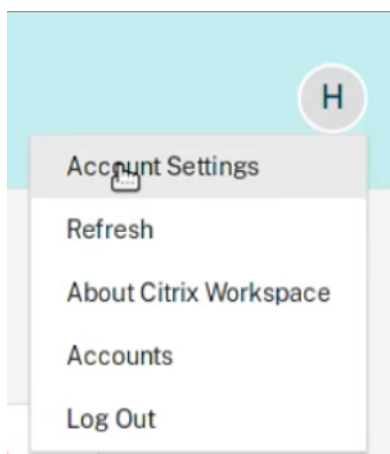 H
Account Settings
Refresh
About Citrix Workspace
Accounts
Log Out